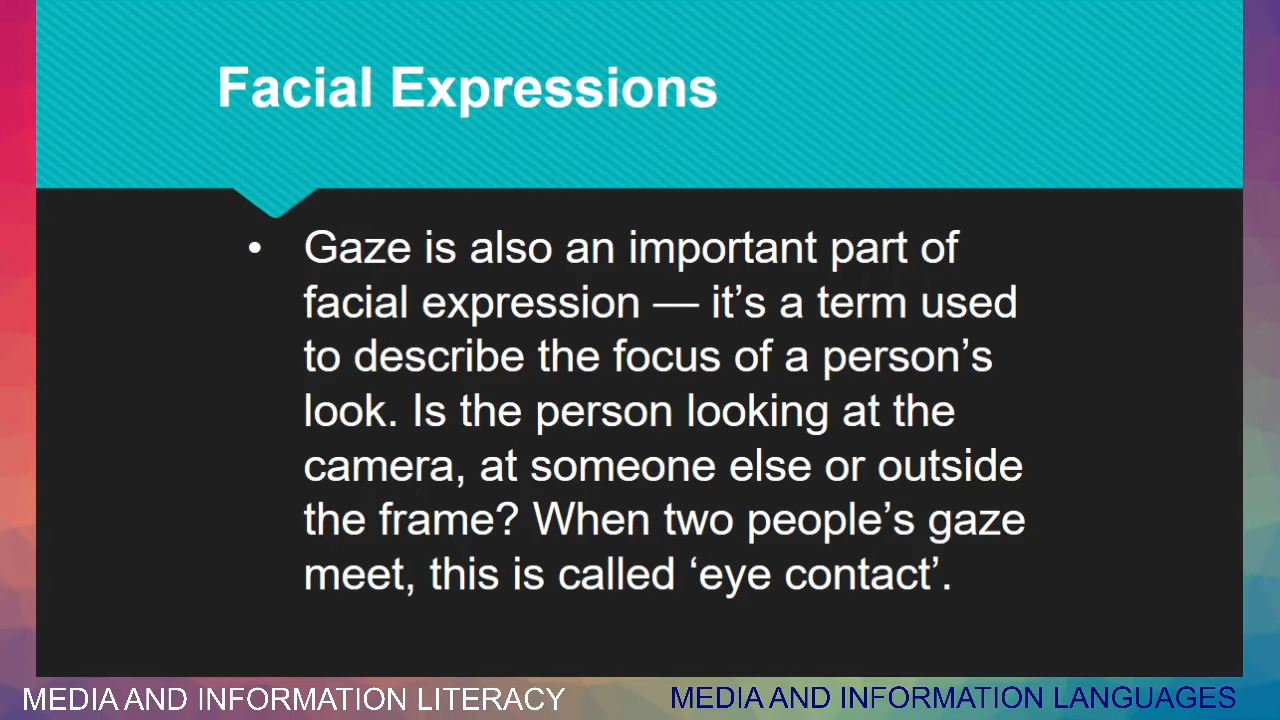 Facial Expressions
• Gaze is also an important part of
facial expression — it’s a term used
to describe the focus of a person’s
look. Is the person looking at the
camera, at someone else or outside
the frame? When two people’s gaze
meet, this is called ‘eye contact’.
MEDIA AND INFORMATION LITERACY
MEDIA AND INFORMATION LANGUAGES